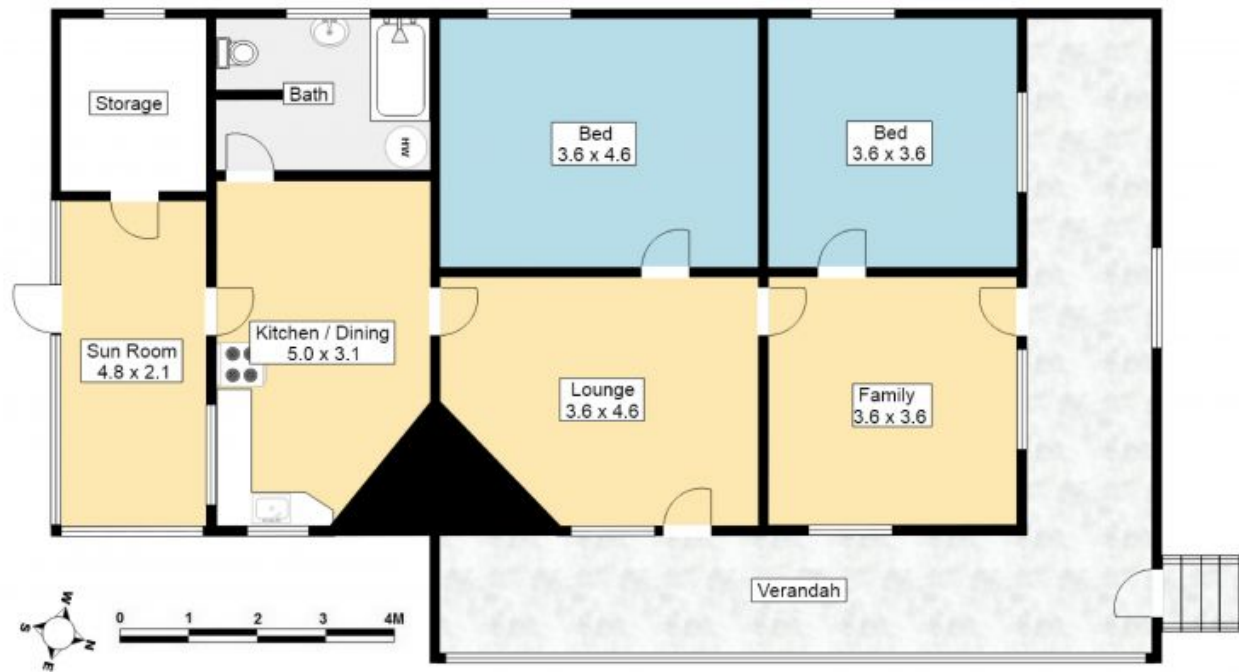 Storage
Bath
HW
Bed
3.6 x 4.6
Bed
3.6 x 3.6
Sun Room
4.8 x 2.1
Kitchen / Dining
5.0 x 3.1
Lounge
3.6 x 4.6
Family
3.6 x 3.6
Verandah
W
S
N
E
0 1 2 3 4M